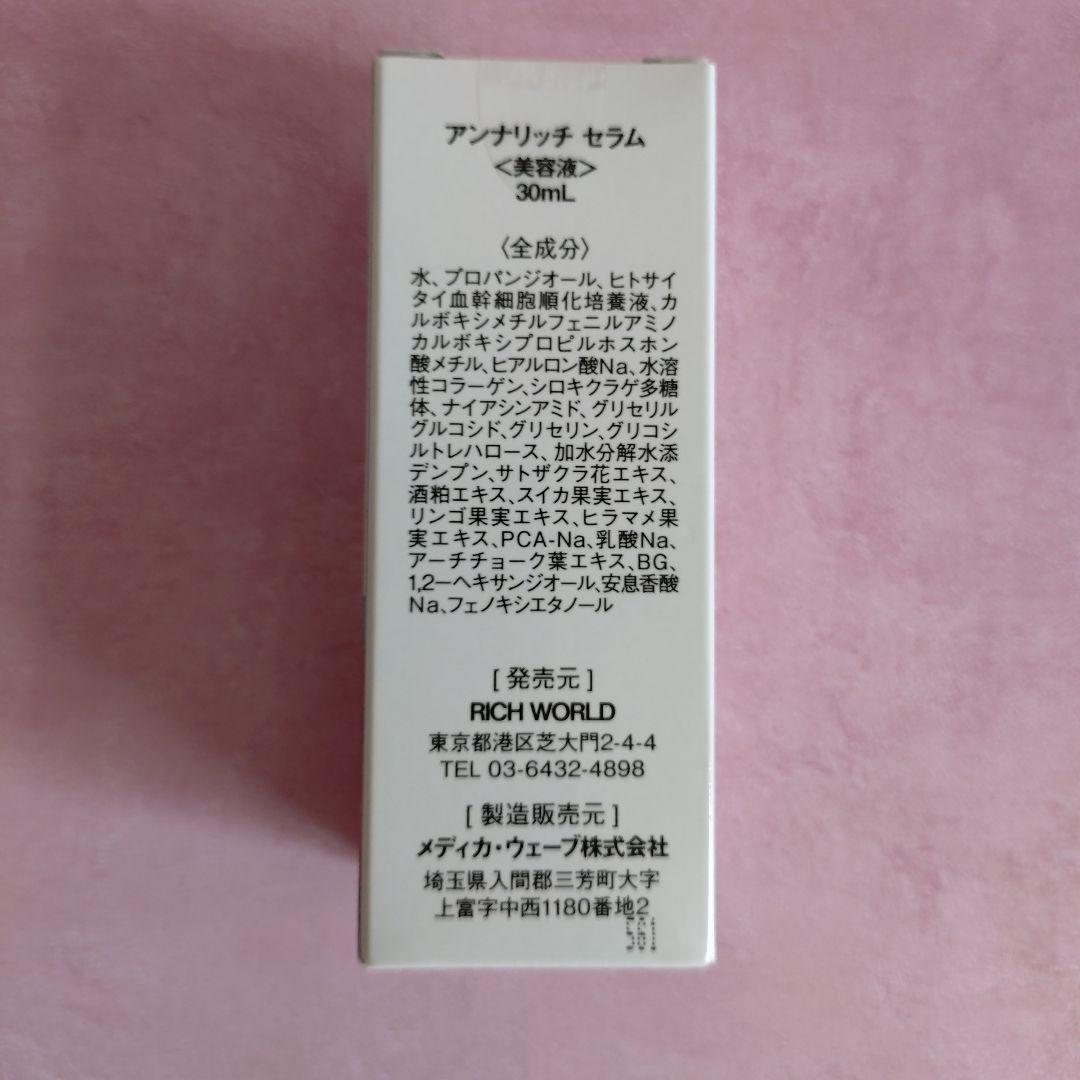 アンナリッチ セラム
<美容液>
30mL
〈全成分〉
水、プロパンジオール、ヒトサイ
タイ血幹細胞順化培養液、カ
ルボキシメチルフェニルアミノ
カルボキシプロピルホスホン
酸メチル、ヒアルロン酸Na、水溶
性コラーゲン、シロキクラゲ多糖
体、ナイアシンアミド、グリセリル
グルコシド、グリセリン、グリコシ
ルトレハロース、加水分解水添
デンプン、サトザクラ花エキス、
酒粕エキス、スイカ果実エキス、
リンゴ果実エキス、ヒラマメ果
実エキス、PCA-Na、乳酸Na、
アーチチョーク葉エキス、BG、
1,2ーヘキサンジオール、安息香酸
Na、フェノキシエタノール
[ 発売元 ]
RICH WORLD
東京都港区芝大門2-4-4
TEL 03-6432-4898
[ 製造販売元 ]
メディカ・ウェーブ株式会社
埼玉県入間郡三芳町大字
上富字中西1180番地2